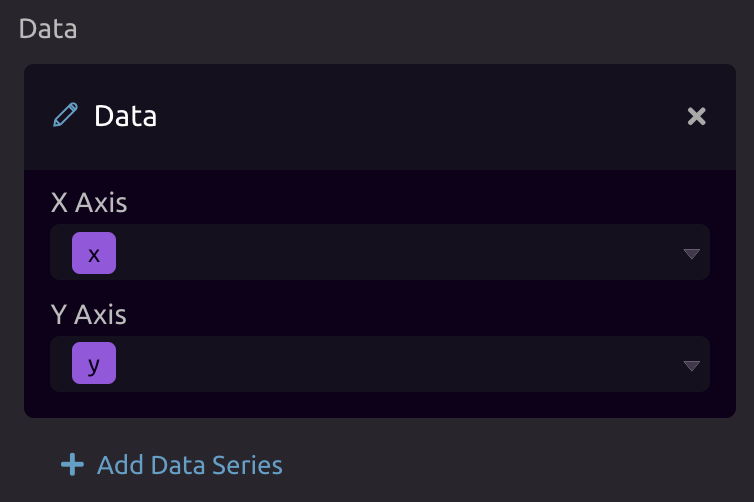 Data
Data
X Axis
x
Y Axis
y
Add Data Series